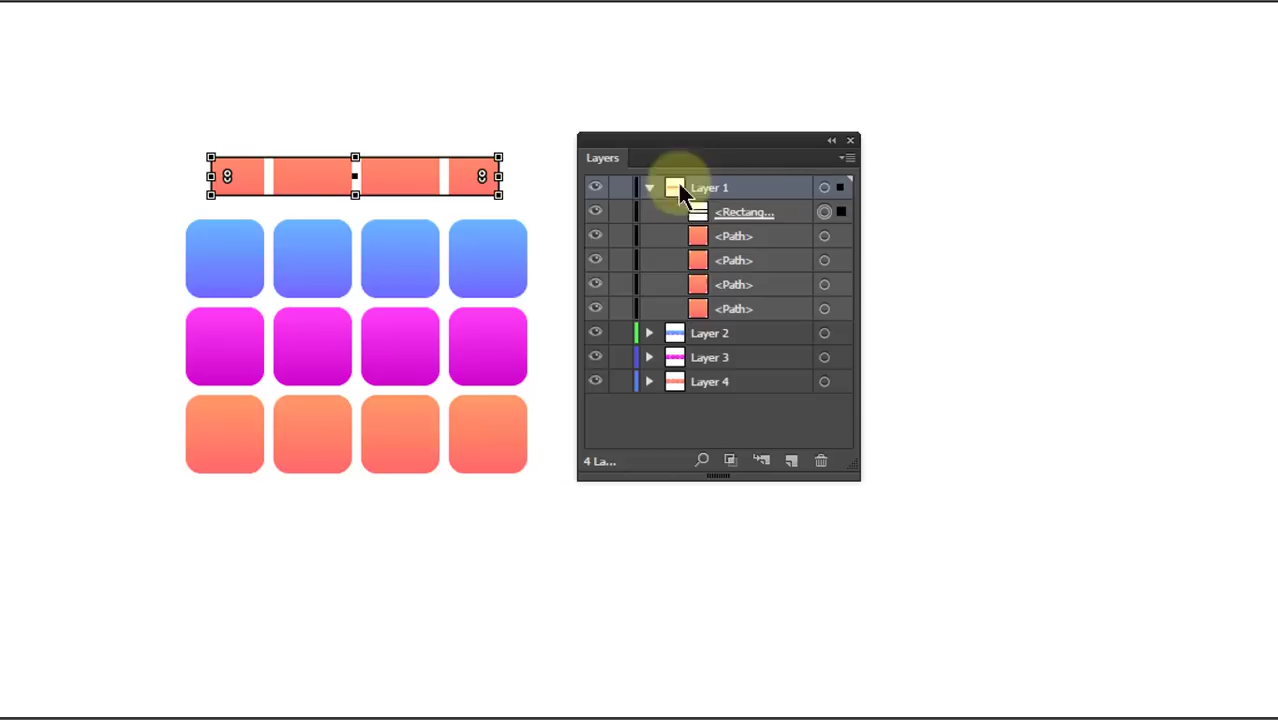 Layers
Layer 1
<Rectang...
<Path>
<Path>
<Path>
<Path>
Layer 2
Layer 3
Layer 4
4 La...